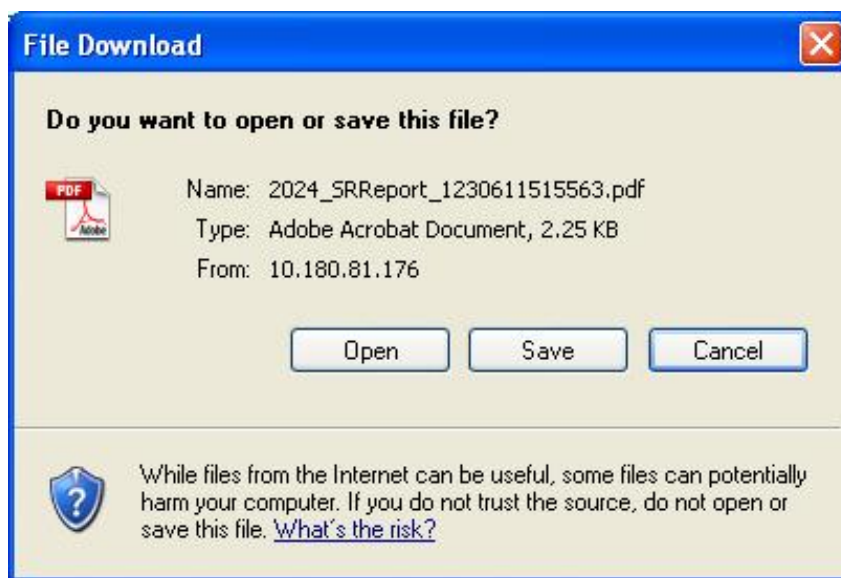 File Download
Do you want to open or save this file?
PDF
Adobe
Name: 2024_SRReport_1230611515563.pdf
Type: Adobe Acrobat Document, 2.25 KB
From: 10.180.81.176
Open Save Cancel
While files from the Internet can be useful, some files can potentially
harm your computer. If you do not trust the source, do not open or
save this file. What's the risk?